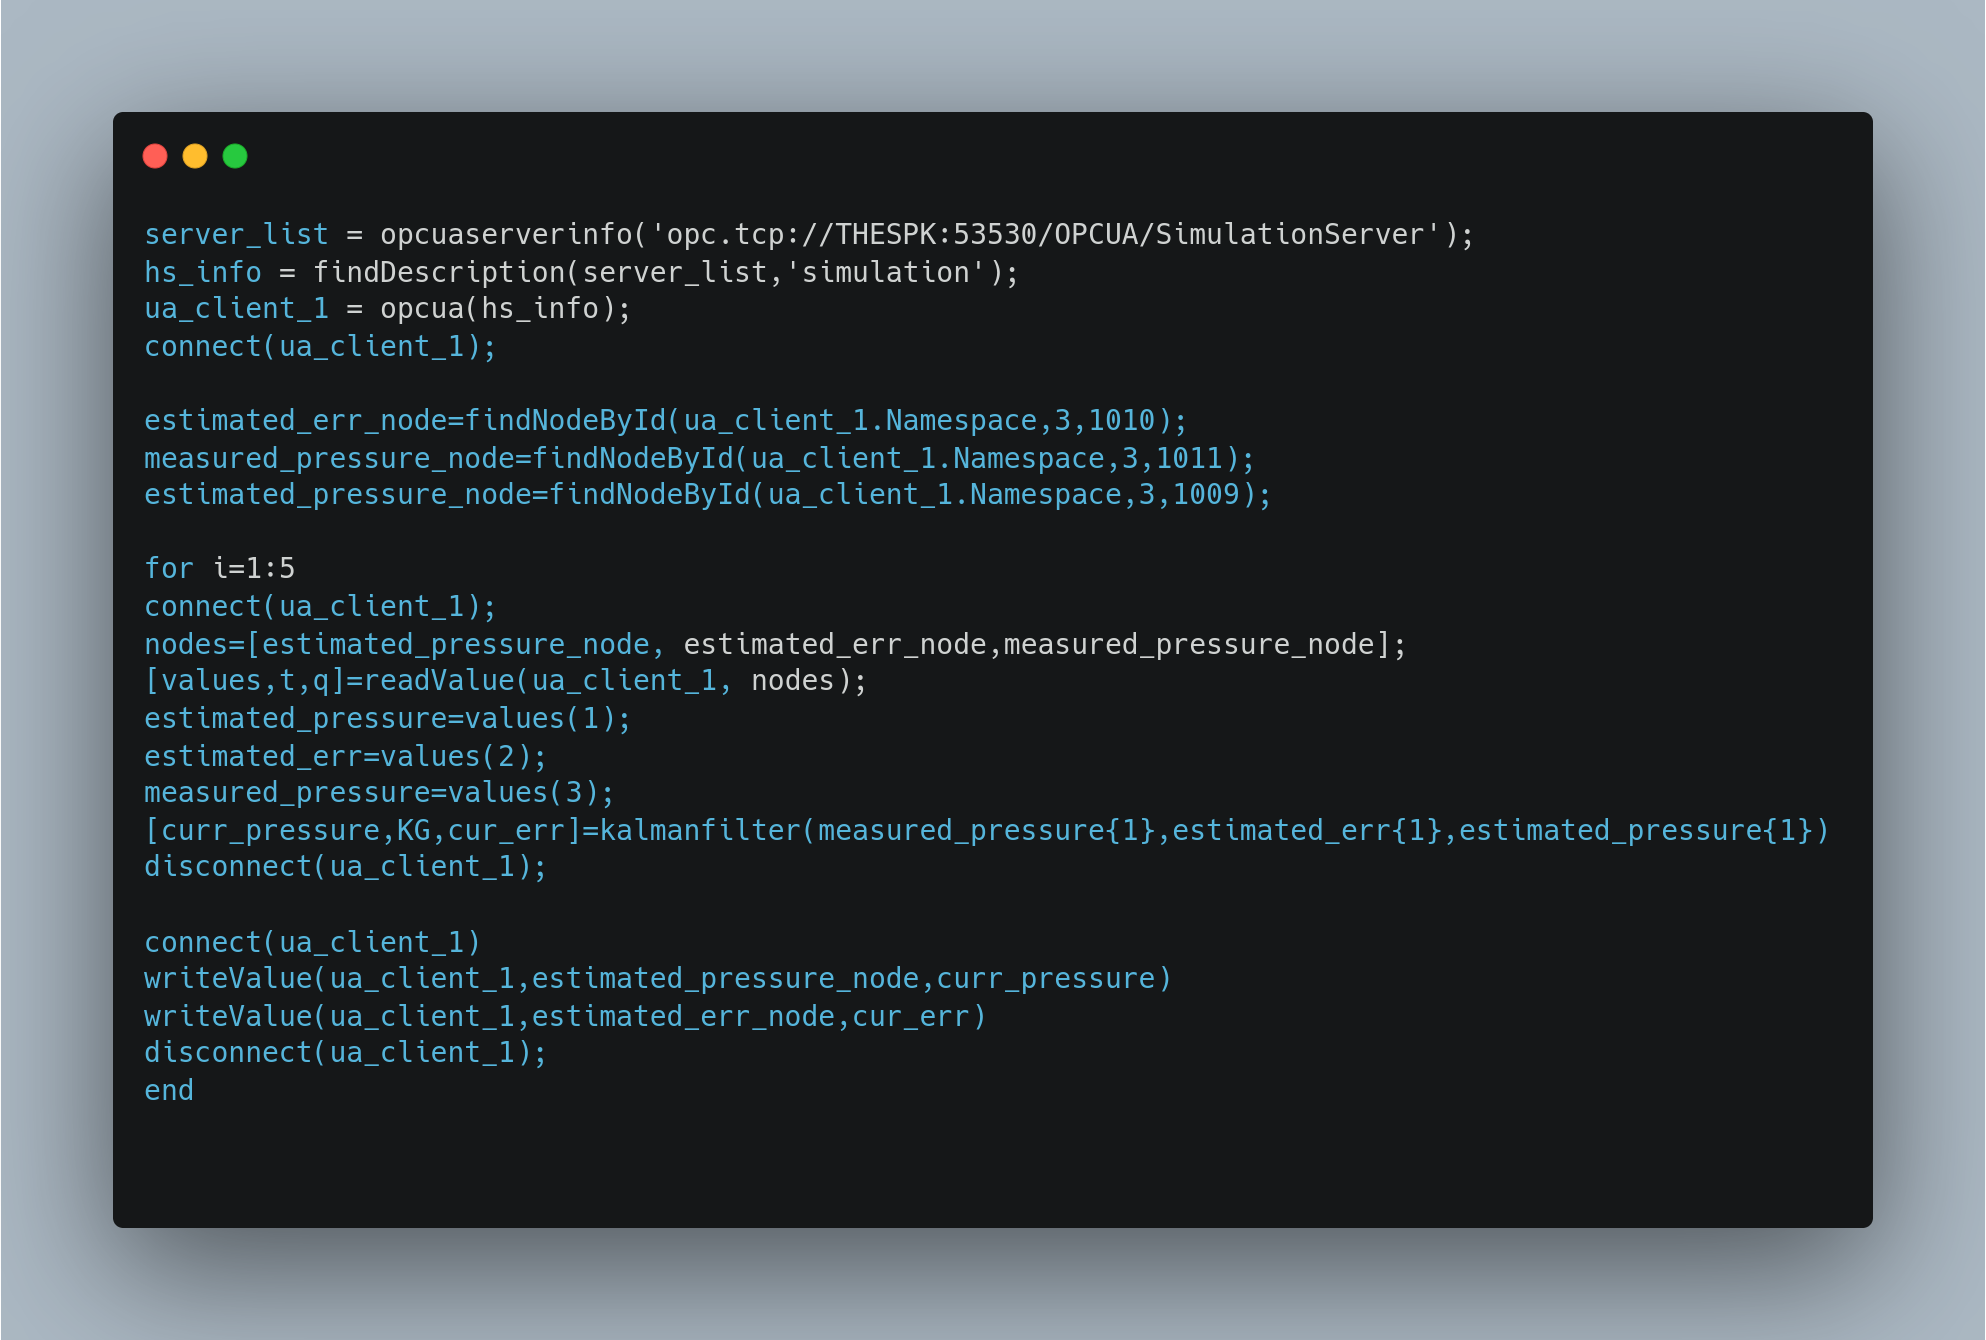 server_list = opcuaserverinfo('opc.tcp://THESPK:53530/OPCUA/SimulationServer');
hs_info = findDescription(server_list,'simulation');
ua_client_1 = opcua(hs_info);
connect(ua_client_1);
estimated_err_node=findNodeById(ua_client_1.Namespace,3,1010);
measured_pressure_node=findNodeById(ua_client_1.Namespace,3,1011);
estimated_pressure_node=findNodeById(ua_client_1.Namespace,3,1009);
for i=1:5
connect(ua_client_1);
nodes=[estimated_pressure_node, estimated_err_node,measured_pressure_node];
[values,t,q]=readValue(ua_client_1, nodes);
estimated_pressure=values(1);
estimated_err=values(2);
measured_pressure=values(3);
[curr_pressure,KG,cur_err]=kalmanfilter(measured_pressure{1},estimated_err{1},estimated_pressure{1})
disconnect(ua_client_1);
connect(ua_client_1)
writeValue(ua_client_1,estimated_pressure_node,curr_pressure)
writeValue(ua_client_1,estimated_err_node,cur_err)
disconnect(ua_client_1);
end